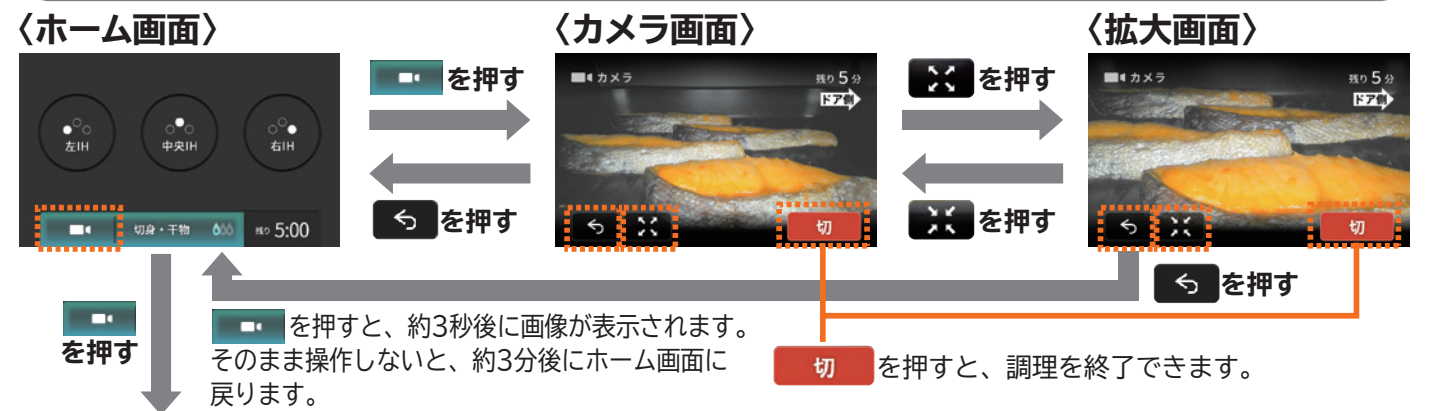 〈ホーム画面〉
〈カメラ画面〉
〈拡大画面〉
左IH
中央IH
右IH
切身・干物
残り 5:00
を押す
を押す
カメラ
残り 5 分
ドア側
切
を押す
を押す
カメラ
残り 5 分
ドア側
切
を押す
を押す
を押すと、約3秒後に画像が表示されます。
そのまま操作しないと、約3分後にホーム画面に
戻ります。
切 を押すと、調理を終了できます。